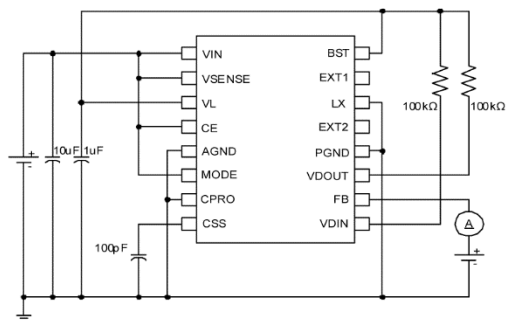 VIN
VSENSE
VL
CE
AGND
MODE
CPRO
CSS
BST
EXT1
LX
EXT2
PGND
VDOUT
FB
VDIN
10uF
1uF
100pF
100kΩ
100kΩ
A
+
-
+
-